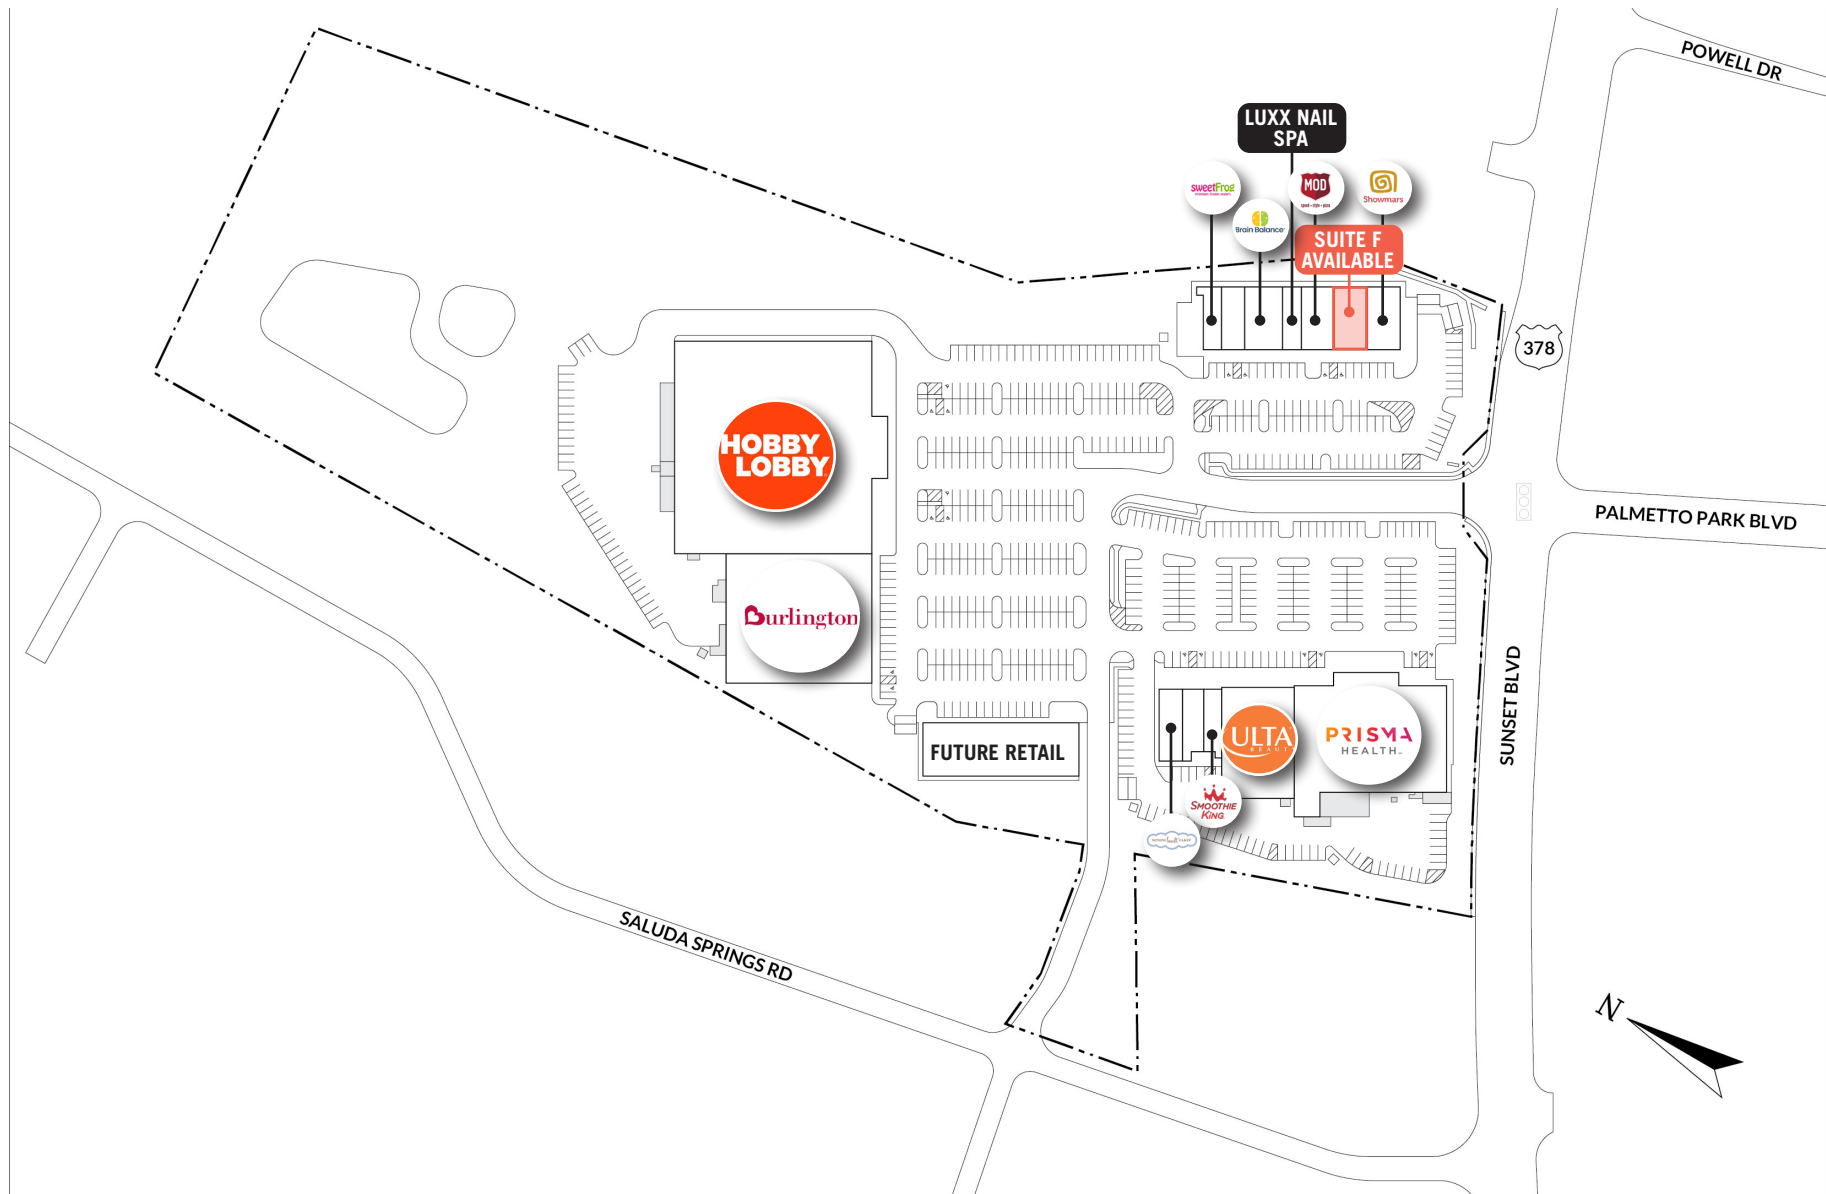 POWELL DR
LUXX NAIL
SPA
sweetFrog
MOD
Showmars
Brain Balance
SUITE F
AVAILABLE
378
HOBBY
LOBBY
PALMETTO PARK BLVD
Burlington
SUNSET BLVD
FUTURE RETAIL
ULTA
BEAUTY
PRISMA
HEALTH
SMOOTHIE
KING
SALUDA SPRINGS RD
N